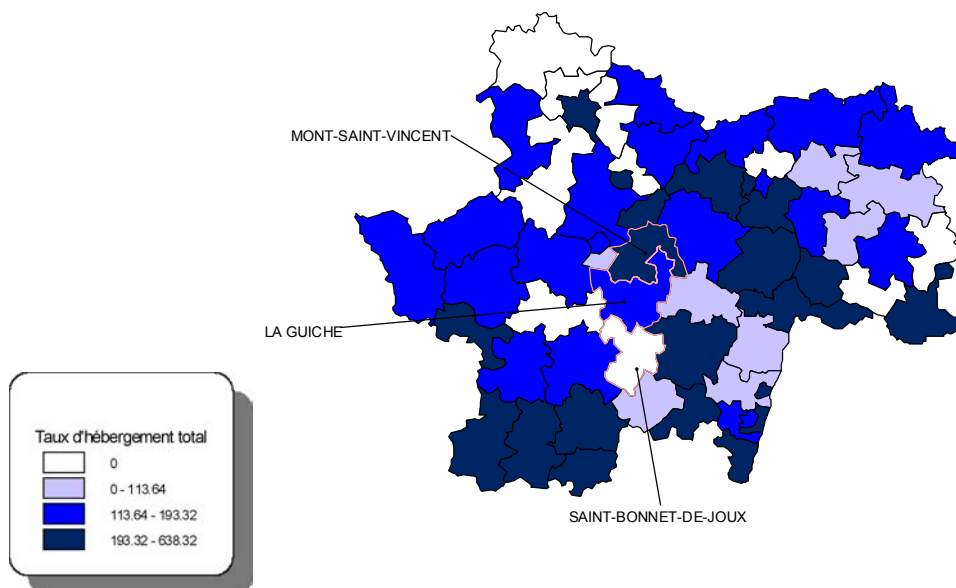 MONT-SAINT-VINCENT
LA GUICHE
SAINT-BONNET-DE-JOUX
Taux d'hébergement total
0
0 - 113.64
113.64 - 193.32
193.32 - 638.32